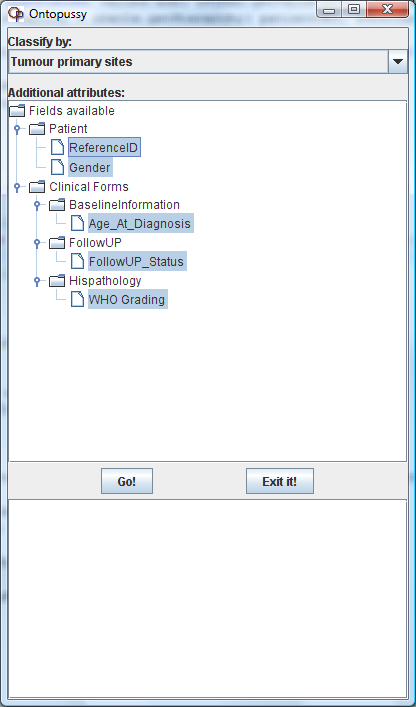 Ontopussy
Classify by:
Tumour primary sites
Additional attributes:
Fields available
Patient
ReferenceID
Gender
Clinical Forms
BaselineInformation
Age_At_Diagnosis
FollowUP
FollowUP_Status
Hispathology
WHO Grading
Go! Exit it!